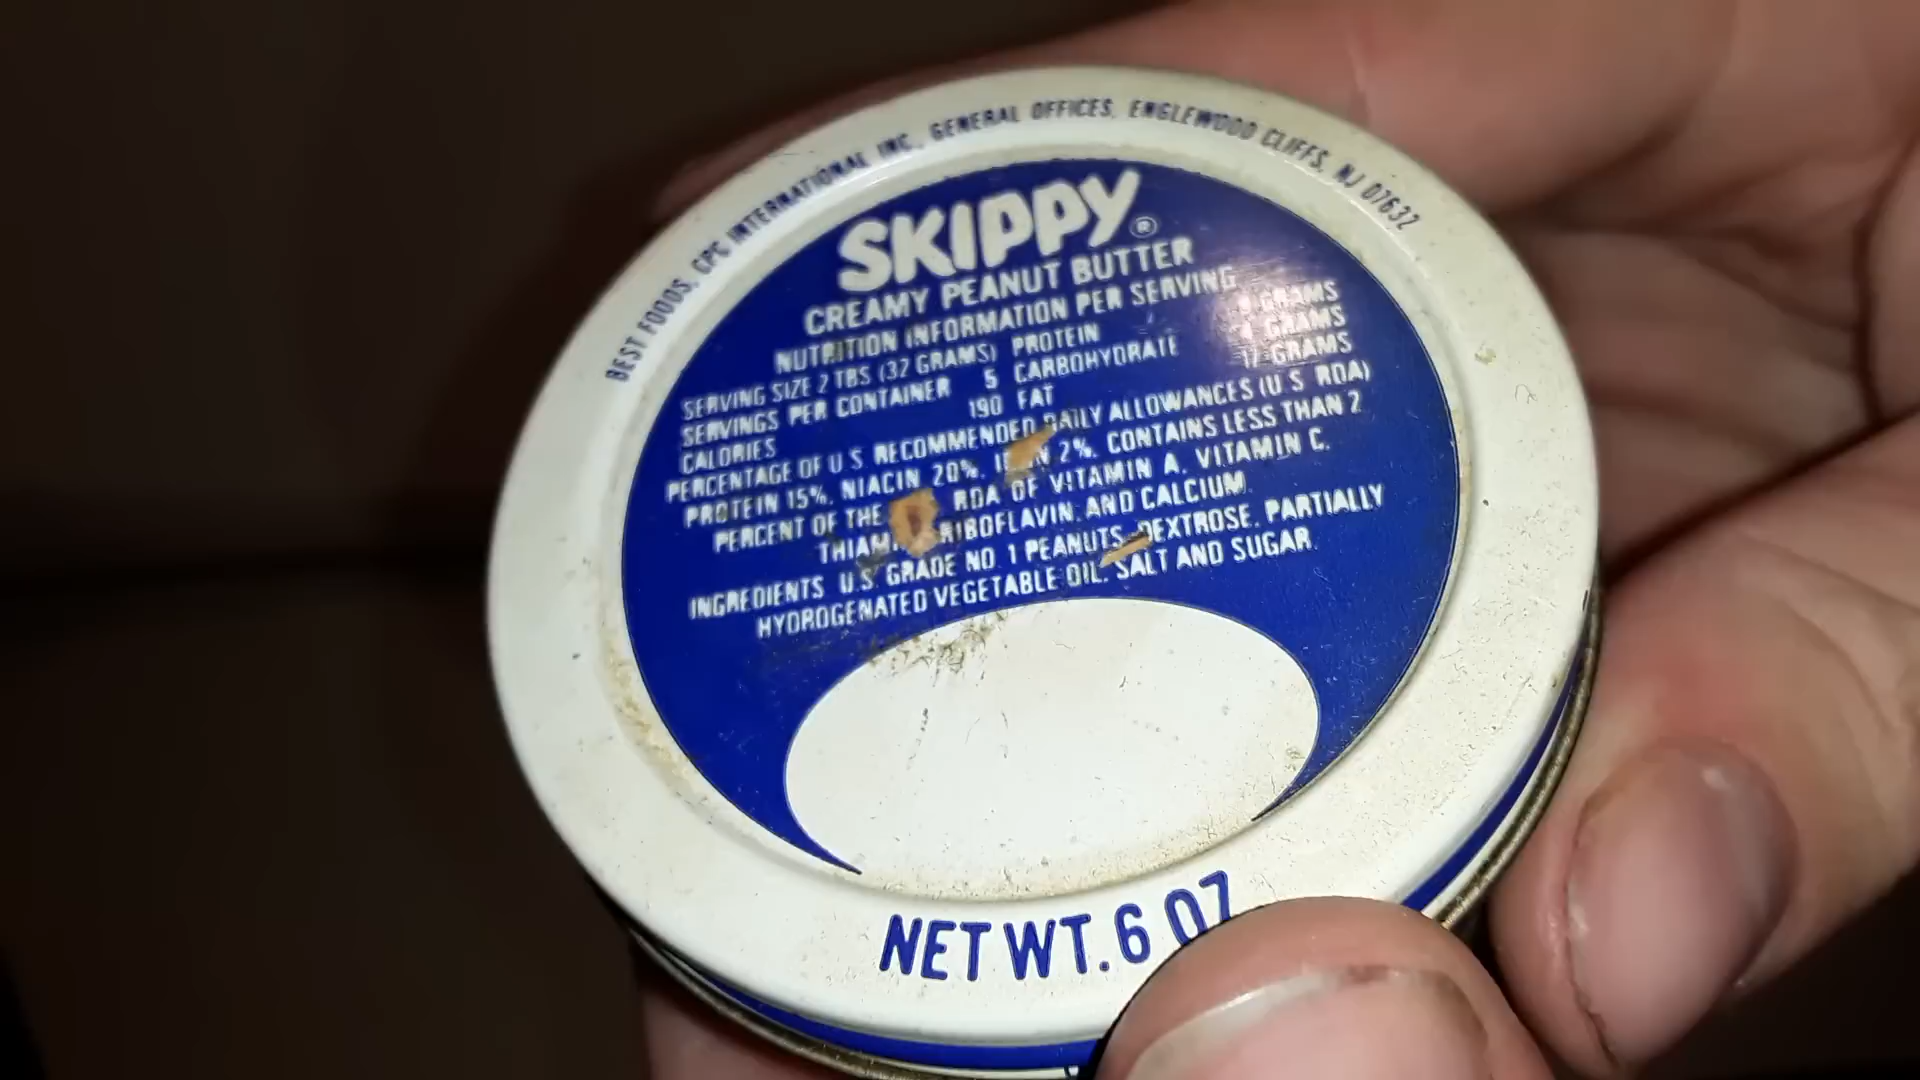 BEST FOODS, CPC INTERNATIONAL INC., GENERAL OFFICES, ENGLEWOOD CLIFFS, NJ 07632
SKIPPY®
CREAMY PEANUT BUTTER
NUTRITION INFORMATION PER SERVING
SERVING SIZE 2 TBS (32 GRAMS) PROTEIN GRAMS
SERVINGS PER CONTAINER 5 CARBOHYDRATE 4 GRAMS
CALORIES 190 FAT 17 GRAMS
PERCENTAGE OF U S RECOMMENDED DAILY ALLOWANCES (U S RDA)
PROTEIN 15%, NIACIN 20%, 2%. CONTAINS LESS THAN 2
PERCENT OF THE RDA OF VITAMIN A, VITAMIN C,
RIBOFLAVIN, AND CALCIUM
INGREDIENTS U.S. GRADE NO. 1 PEANUTS, DEXTROSE, PARTIALLY
HYDROGENATED VEGETABLE OIL, SALT AND SUGAR.
NET WT. 6 OZ